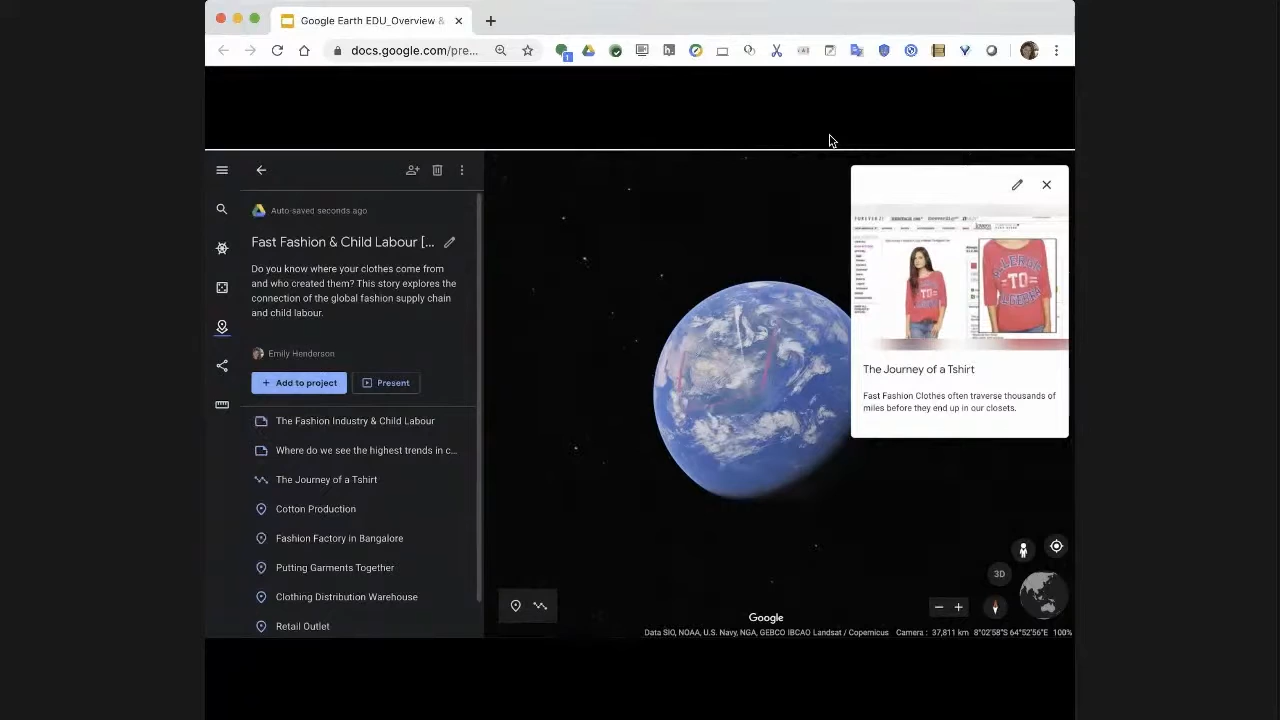 Google Earth EDU_Overview &
docs.google.com/pre...
1
Auto-saved seconds ago
Fast Fashion & Child Labour [...
Do you know where your clothes come from
and who created them? This story explores the
connection of the global fashion supply chain
and child labour.
Emily Henderson
Add to project
Present
The Fashion Industry & Child Labour
Where do we see the highest trends in c...
The Journey of a Tshirt
Cotton Production
Fashion Factory in Bangalore
Putting Garments Together
Clothing Distribution Warehouse
Retail Outlet
ALLERGIC
TO
ALGEBRA
The Journey of a Tshirt
Fast Fashion Clothes often traverse thousands of
miles before they end up in our closets.
3D
Google
Data SIO, NOAA, U.S. Navy, NGA, GEBCO IBCAO Landsat / Copernicus Camera : 37,811 km 8°02'58"S 64°52'56"E 100%